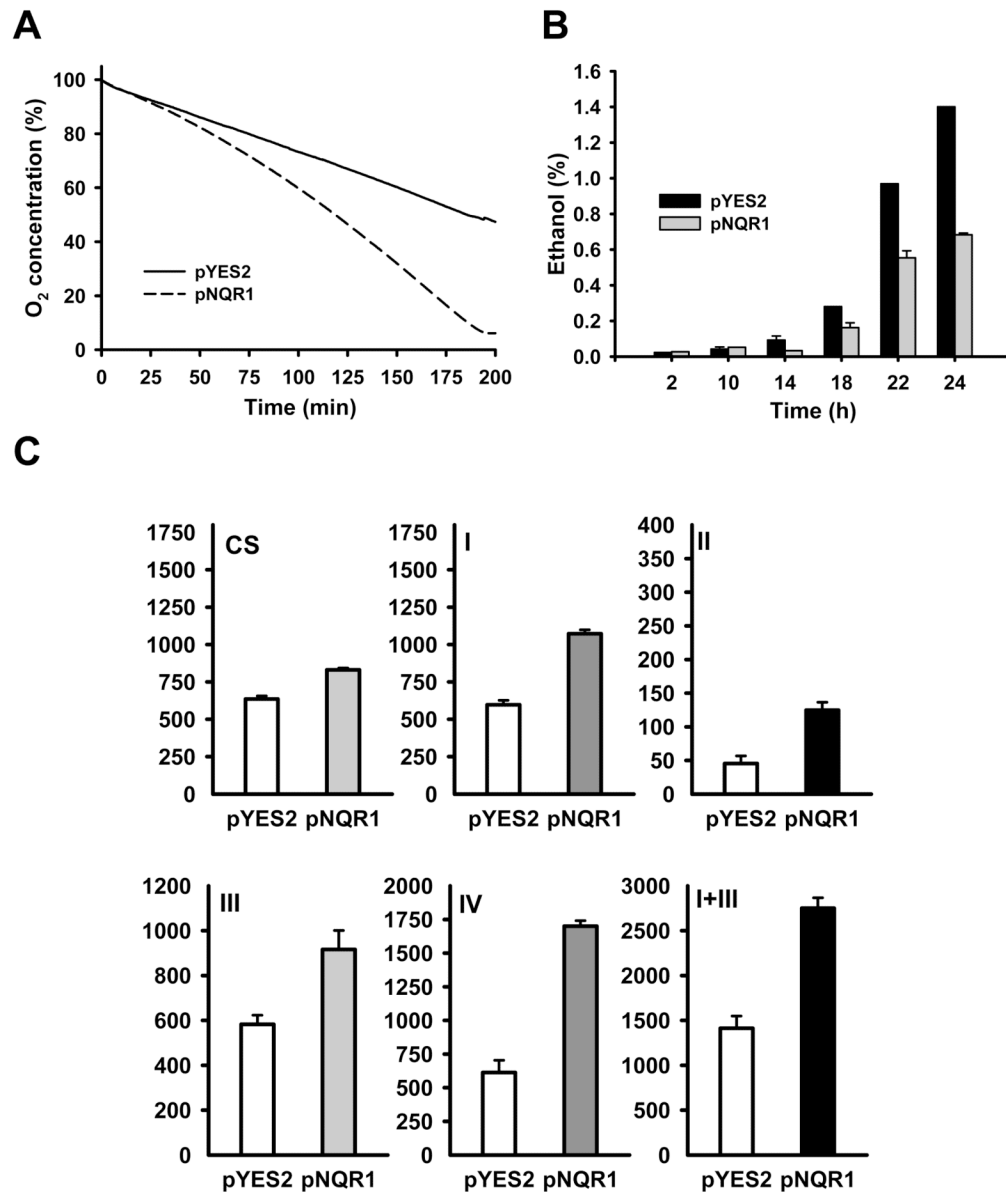 A
O2 concentration (%)
100
80
60
40
20
0
pYES2
pNQR1
0 25 50 75 100 125 150 175 200
Time (min)
B
Ethanol (%)
1.6
1.4
1.2
1.0
0.8
0.6
0.4
0.2
0.0
pYES2
pNQR1
2 10 14 18 22 24
Time (h)
C
CS
1750
1500
1250
1000
750
500
250
0
pYES2 pNQR1
I
1750
1500
1250
1000
750
500
250
0
pYES2 pNQR1
II
400
350
300
250
200
150
100
50
0
pYES2 pNQR1
III
1200
1000
800
600
400
200
0
pYES2 pNQR1
IV
2000
1750
1500
1250
1000
750
500
250
0
pYES2 pNQR1
I+III
3000
2500
2000
1500
1000
500
0
pYES2 pNQR1